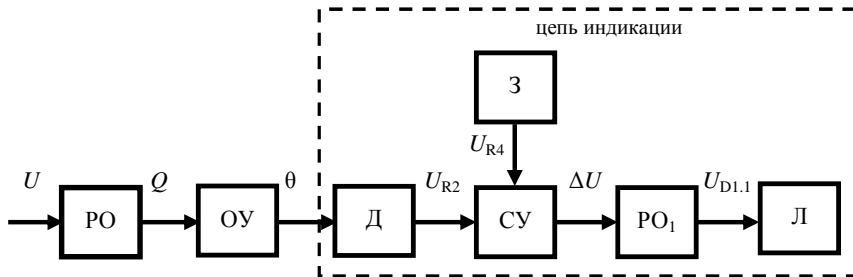 цепь индикации
З
U_R4
U Q θ U_R2 ΔU U_D1.1
РО ОУ Д СУ РО₁ Л